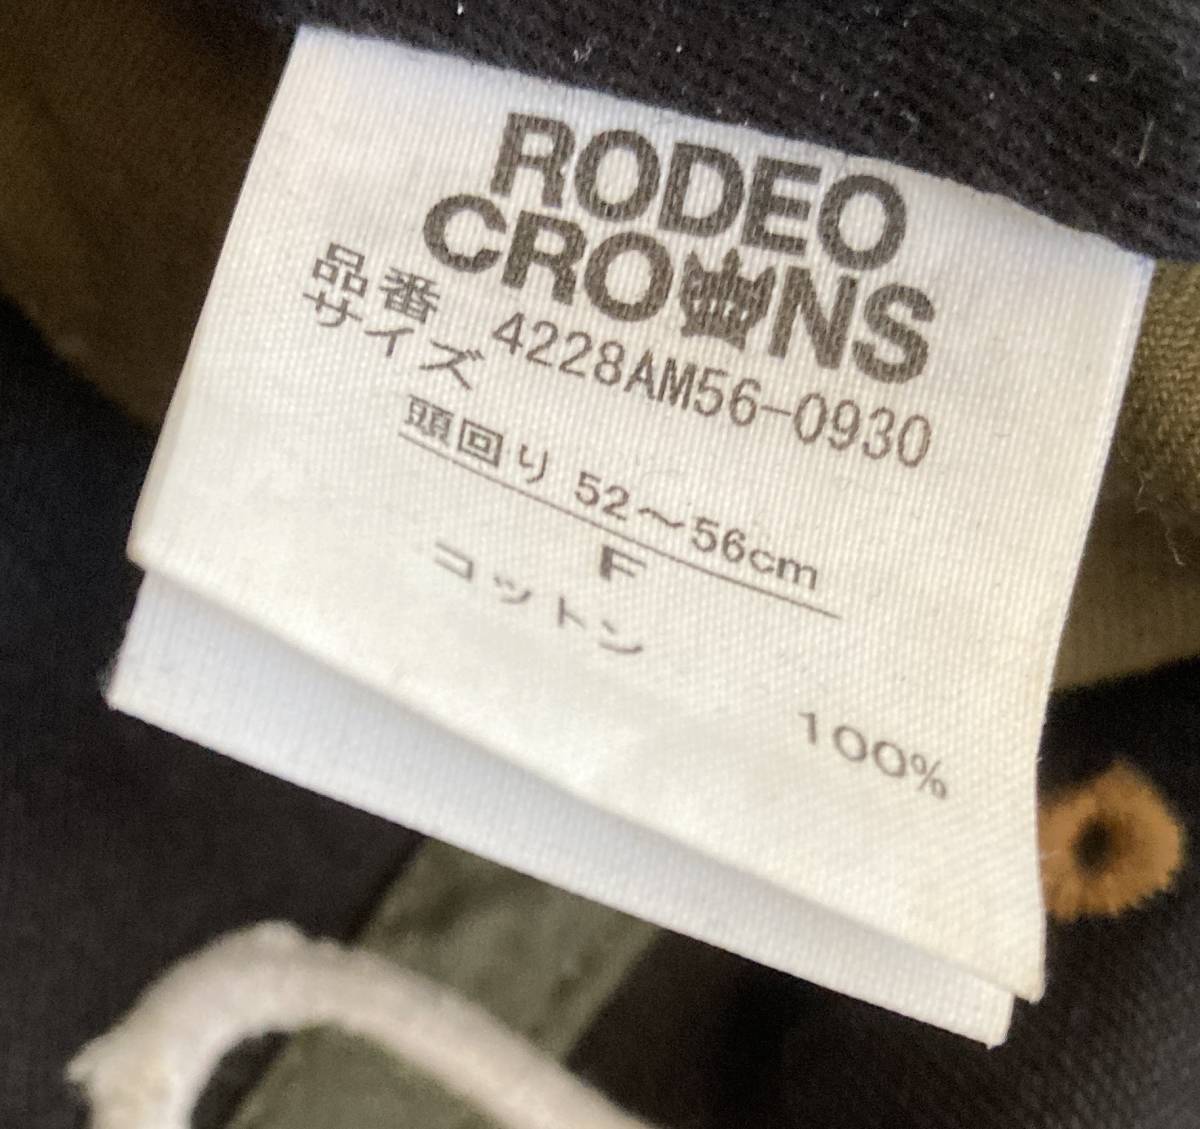 RODEO
CROWNS
品番 4228AM56-0930
サイズ
頭回り 52～56cm
F
コットン 100%